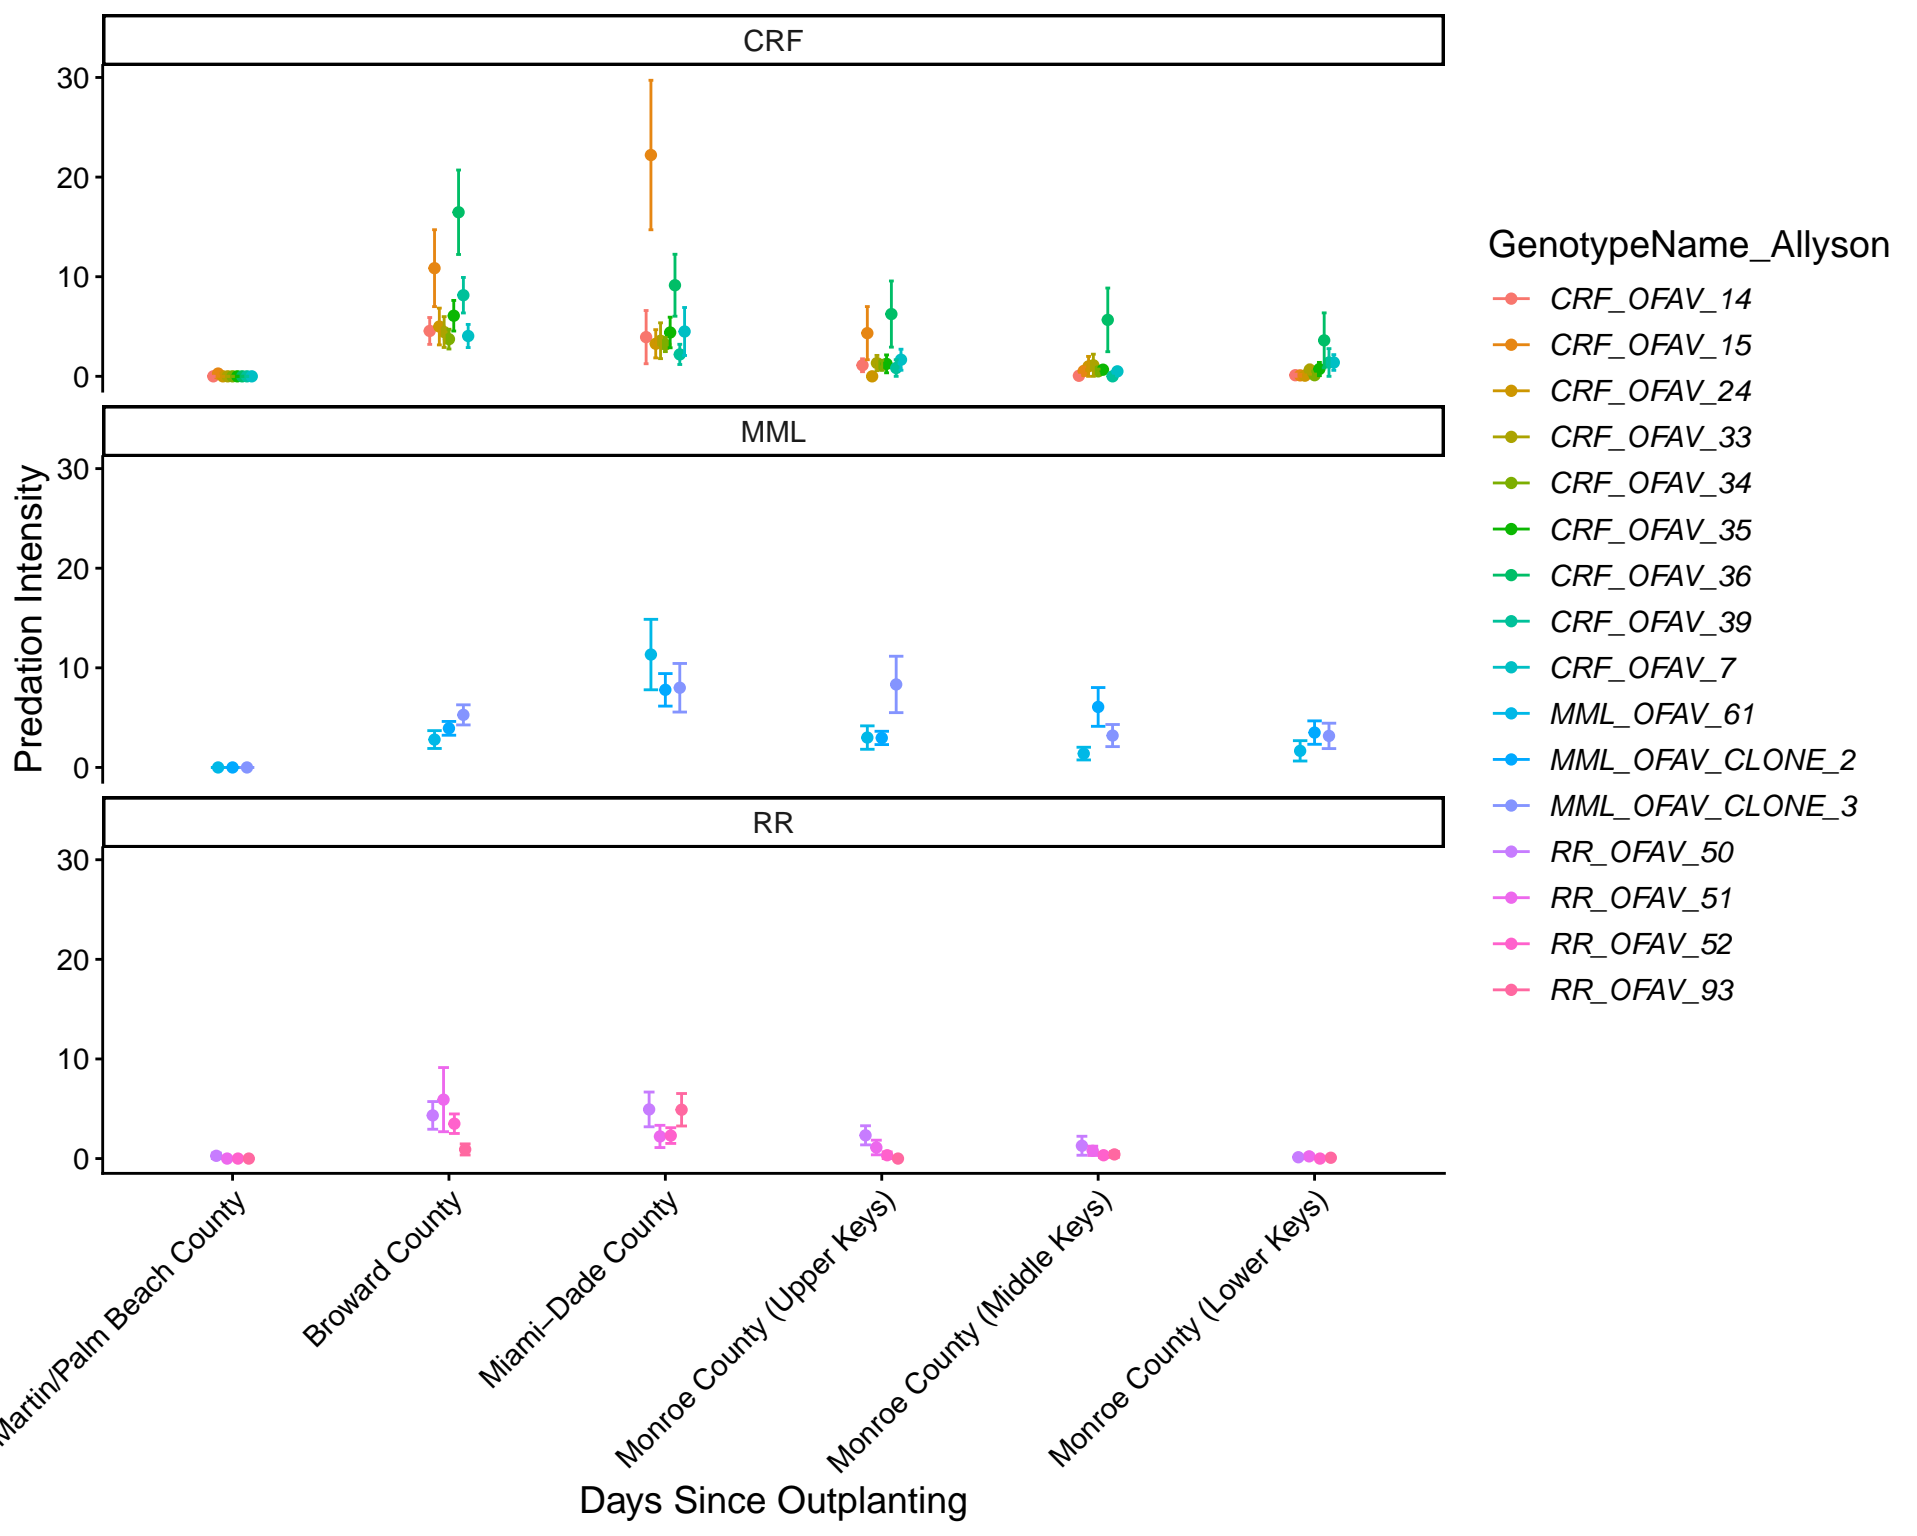 CRF
30
20
10
0
MML
30
20
10
0
RR
30
20
10
0
Predation Intensity
Martin/Palm Beach County
Broward County
Miami–Dade County
Monroe County (Upper Keys)
Monroe County (Middle Keys)
Monroe County (Lower Keys)
Days Since Outplanting
GenotypeName_Allyson
CRF_OFAV_14
CRF_OFAV_15
CRF_OFAV_24
CRF_OFAV_33
CRF_OFAV_34
CRF_OFAV_35
CRF_OFAV_36
CRF_OFAV_39
CRF_OFAV_7
MML_OFAV_61
MML_OFAV_CLONE_2
MML_OFAV_CLONE_3
RR_OFAV_50
RR_OFAV_51
RR_OFAV_52
RR_OFAV_93